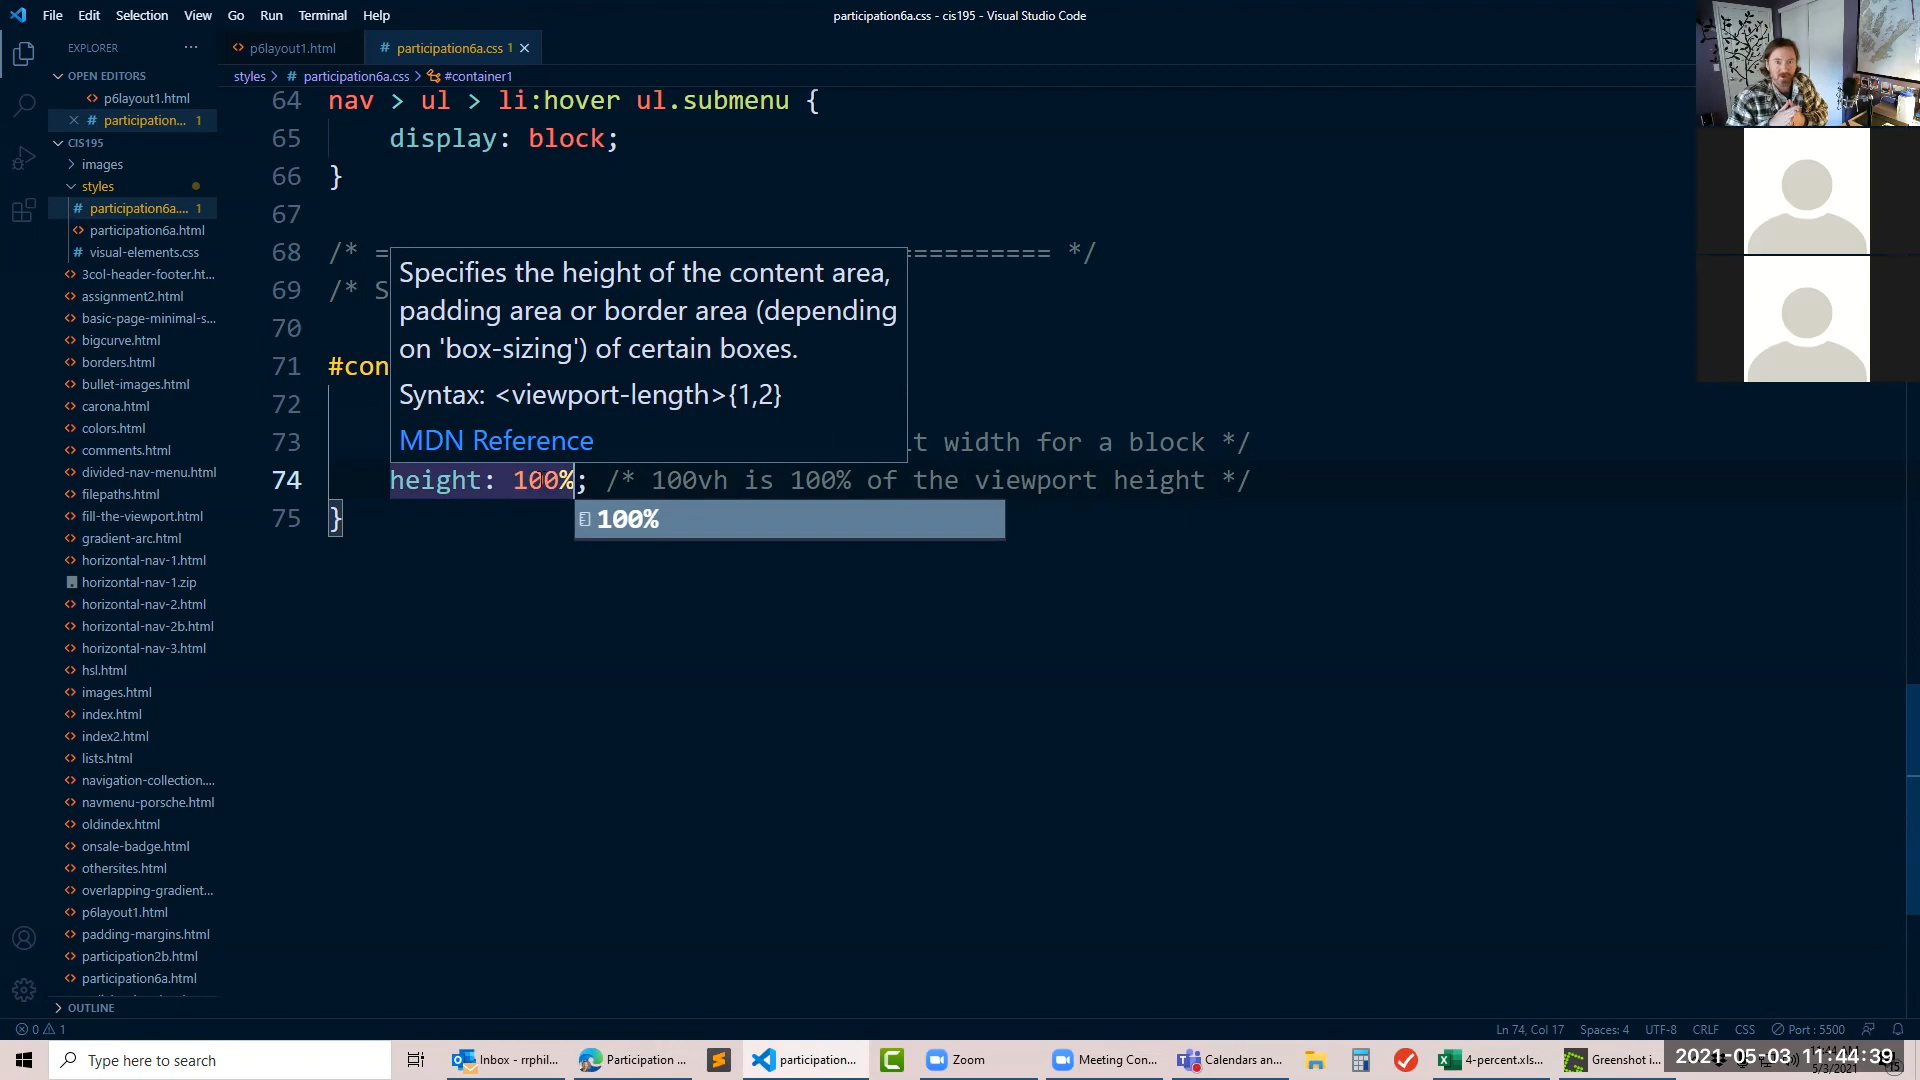 File Edit Selection View Go Run Terminal Help
participation6a.css - cis195 - Visual Studio Code
EXPLORER ...
OPEN EDITORS
p6layout1.html
participation... 1
CIS195
images
styles
participation6a.... 1
participation6a.html
visual-elements.css
3col-header-footer.ht...
assignment2.html
basic-page-minimal-s...
bigcurve.html
borders.html
bullet-images.html
carona.html
colors.html
comments.html
divided-nav-menu.html
filepaths.html
fill-the-viewport.html
gradient-arc.html
horizontal-nav-1.html
horizontal-nav-1.zip
horizontal-nav-2.html
horizontal-nav-2b.html
horizontal-nav-3.html
hsl.html
images.html
index.html
index2.html
lists.html
navigation-collection....
navmenu-porsche.html
oldindex.html
onsale-badge.html
othersites.html
overlapping-gradient...
p6layout1.html
padding-margins.html
participation2b.html
participation6a.html
OUTLINE
p6layout1.html
# participation6a.css 1
styles > # participation6a.css > #container1
64 nav > ul > li:hover ul.submenu {
65 display: block;
66 }
67
68 /* = ========= */
69 /* S
70
71 #con
72
73 t width for a block */
74 height: 100%; /* 100vh is 100% of the viewport height */
75 }
Specifies the height of the content area,
padding area or border area (depending
on 'box-sizing') of certain boxes.
Syntax: <viewport-length>{1,2}
MDN Reference
100%
0 1
Ln 74, Col 17 Spaces: 4 UTF-8 CRLF CSS Port : 5500
Type here to search
Inbox - rrphil...
Participation ...
participation...
Zoom
Meeting Con...
Calendars an...
4-percent.xls...
Greenshot i...
2021-05-03 11:44:39
5/3/2021
15